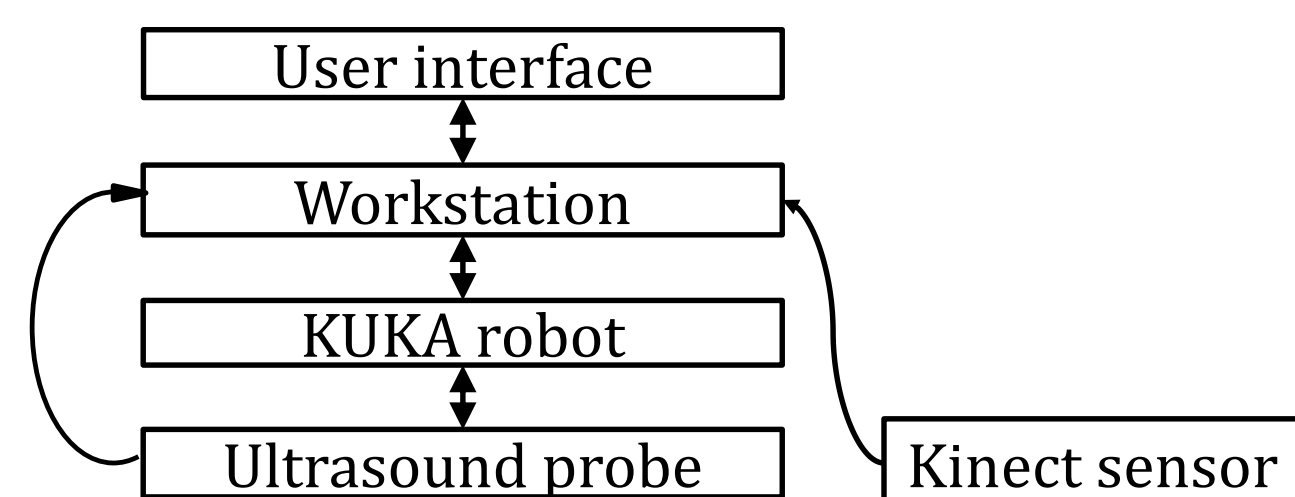 User interface
Workstation
KUKA robot
Ultrasound probe
Kinect sensor